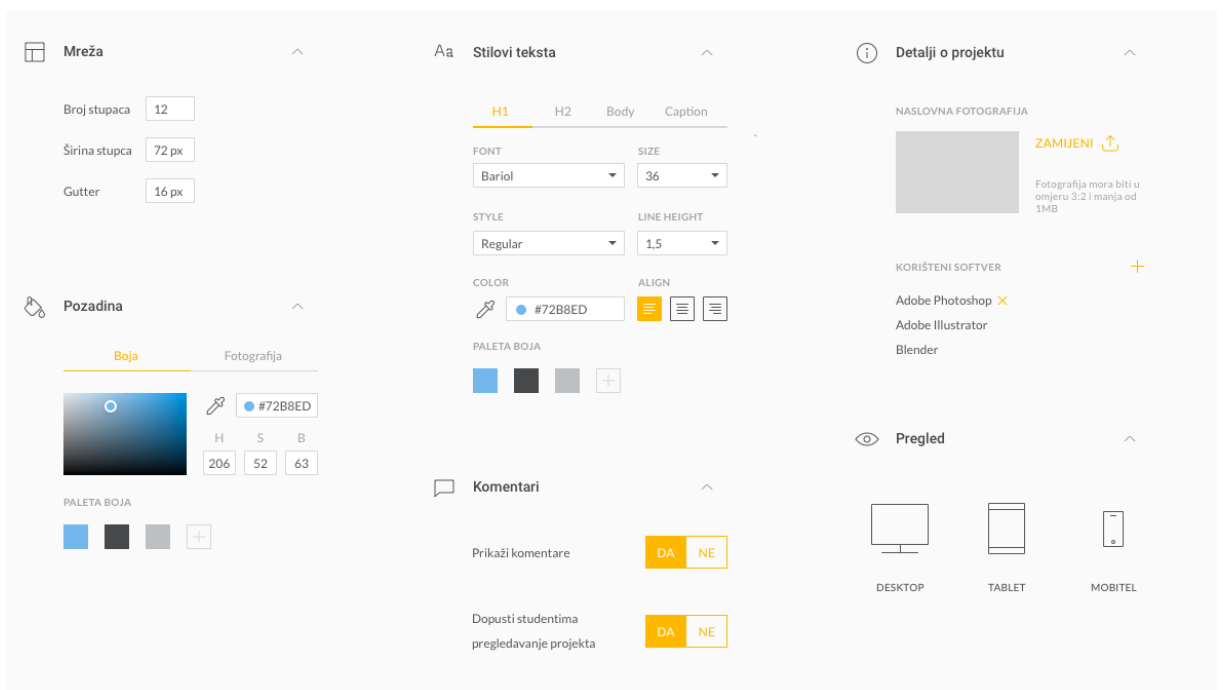 Mreža
Broj stupaca 12
Širina stupca 72 px
Gutter 16 px
Pozadina
Boja Fotografija
#72B8ED
H S B
206 52 63
PALETA BOJA
Aa Stilovi teksta
H1 H2 Body Caption
FONT SIZE
Bariol 36
STYLE LINE HEIGHT
Regular 1,5
COLOR ALIGN
#72B8ED
PALETA BOJA
Komentari
Prikaži komentare DA NE
Dopusti studentima
pregledavanje projekta DA NE
Detalji o projektu
NASLOVNA FOTOGRAFIJA
ZAMIJENI
Fotografija mora biti u
omjeru 3:2 i manja od
1MB
KORIŠTENI SOFTVER
Adobe Photoshop
Adobe Illustrator
Blender
Pregled
DESKTOP TABLET MOBITEL